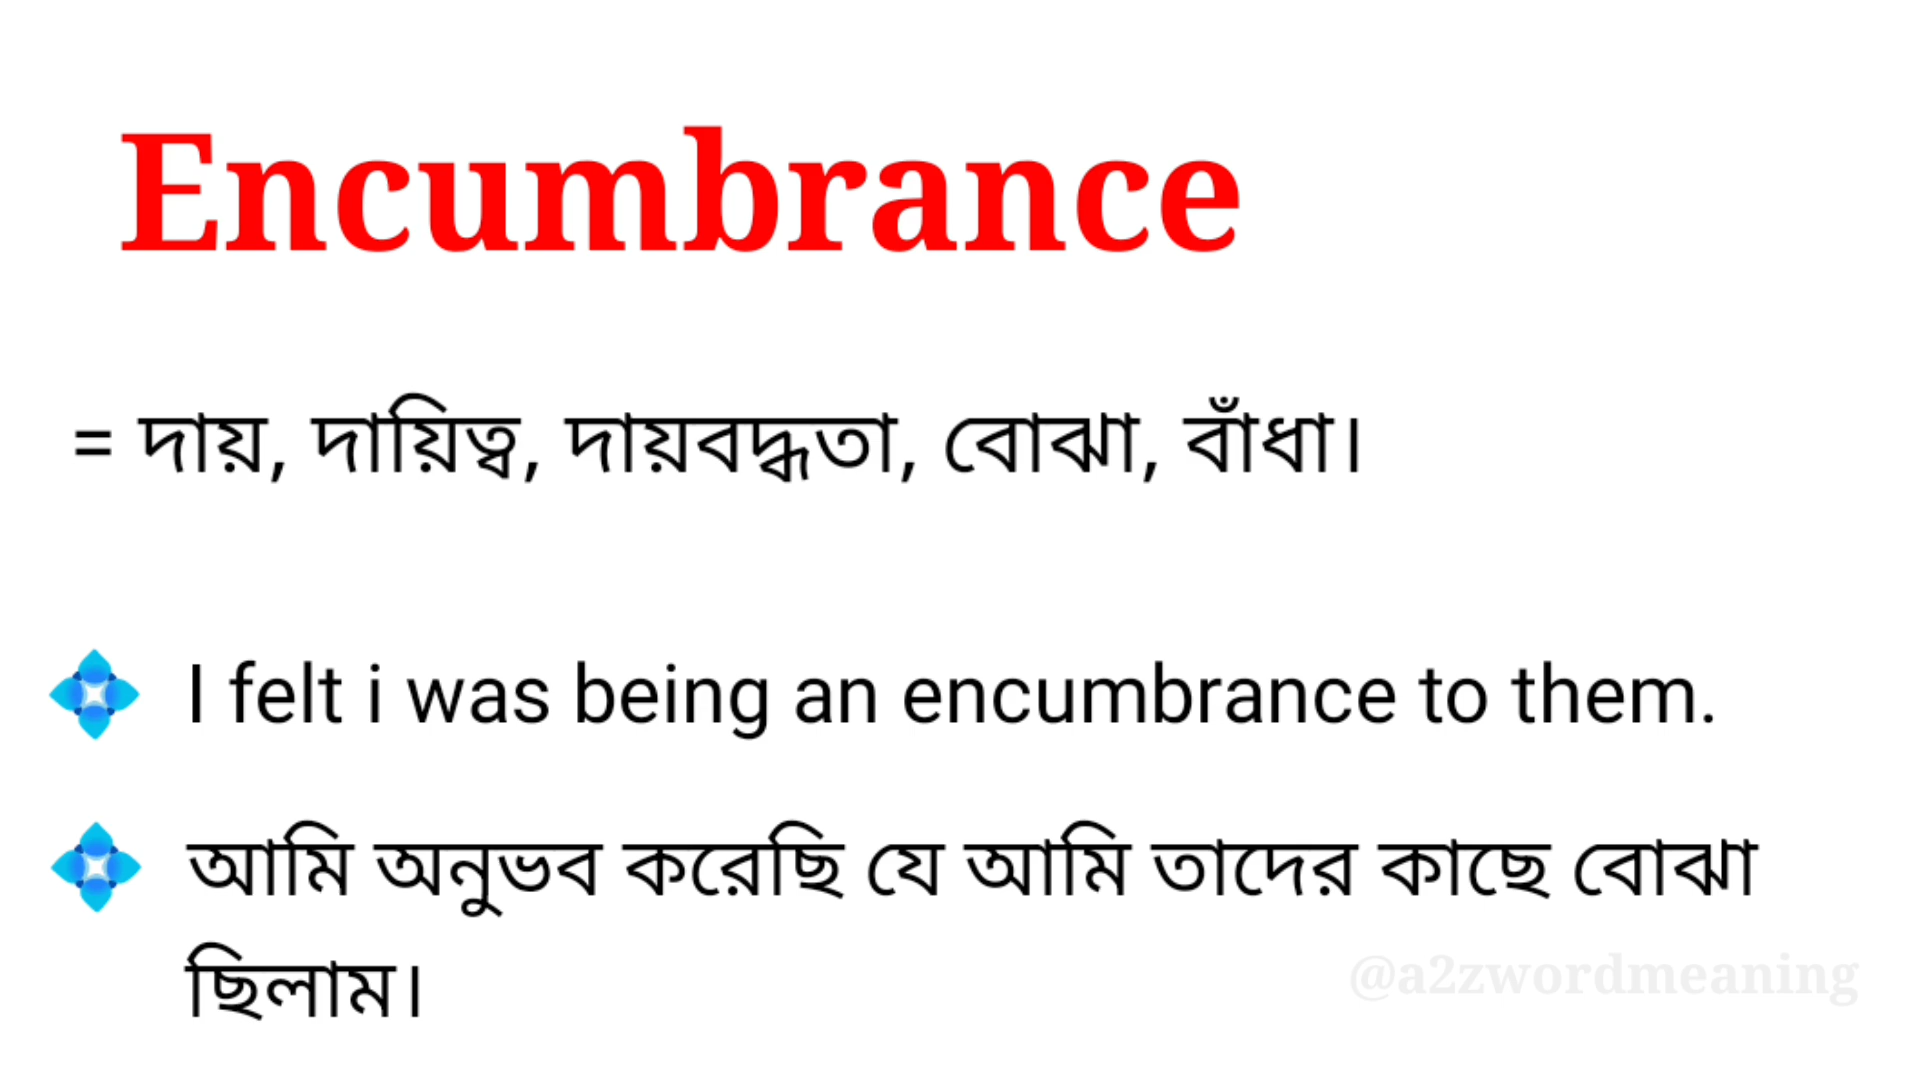 Encumbrance
= দায়, দায়িত্ব, দায়বদ্ধতা, বোঝা, বাঁধা।
I felt i was being an encumbrance to them.
আমি অনুভব করেছি যে আমি তাদের কাছে বোঝা
ছিলাম।
@a2zwordmeaning